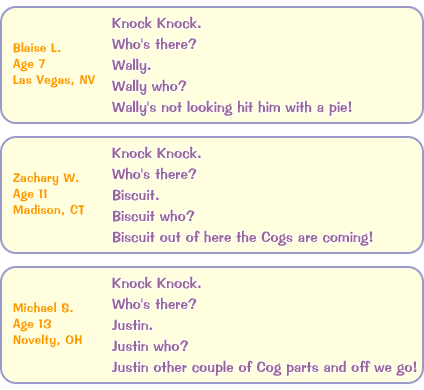 Blaise L.
Age 7
Las Vegas, NV
Knock Knock.
Who's there?
Wally.
Wally who?
Wally's not looking hit him with a pie!
Zachary W.
Age 11
Madison, CT
Knock Knock.
Who's there?
Biscuit.
Biscuit who?
Biscuit out of here the Cogs are coming!
Michael S.
Age 13
Novelty, OH
Knock Knock.
Who's there?
Justin.
Justin who?
Justin other couple of Cog parts and off we go!